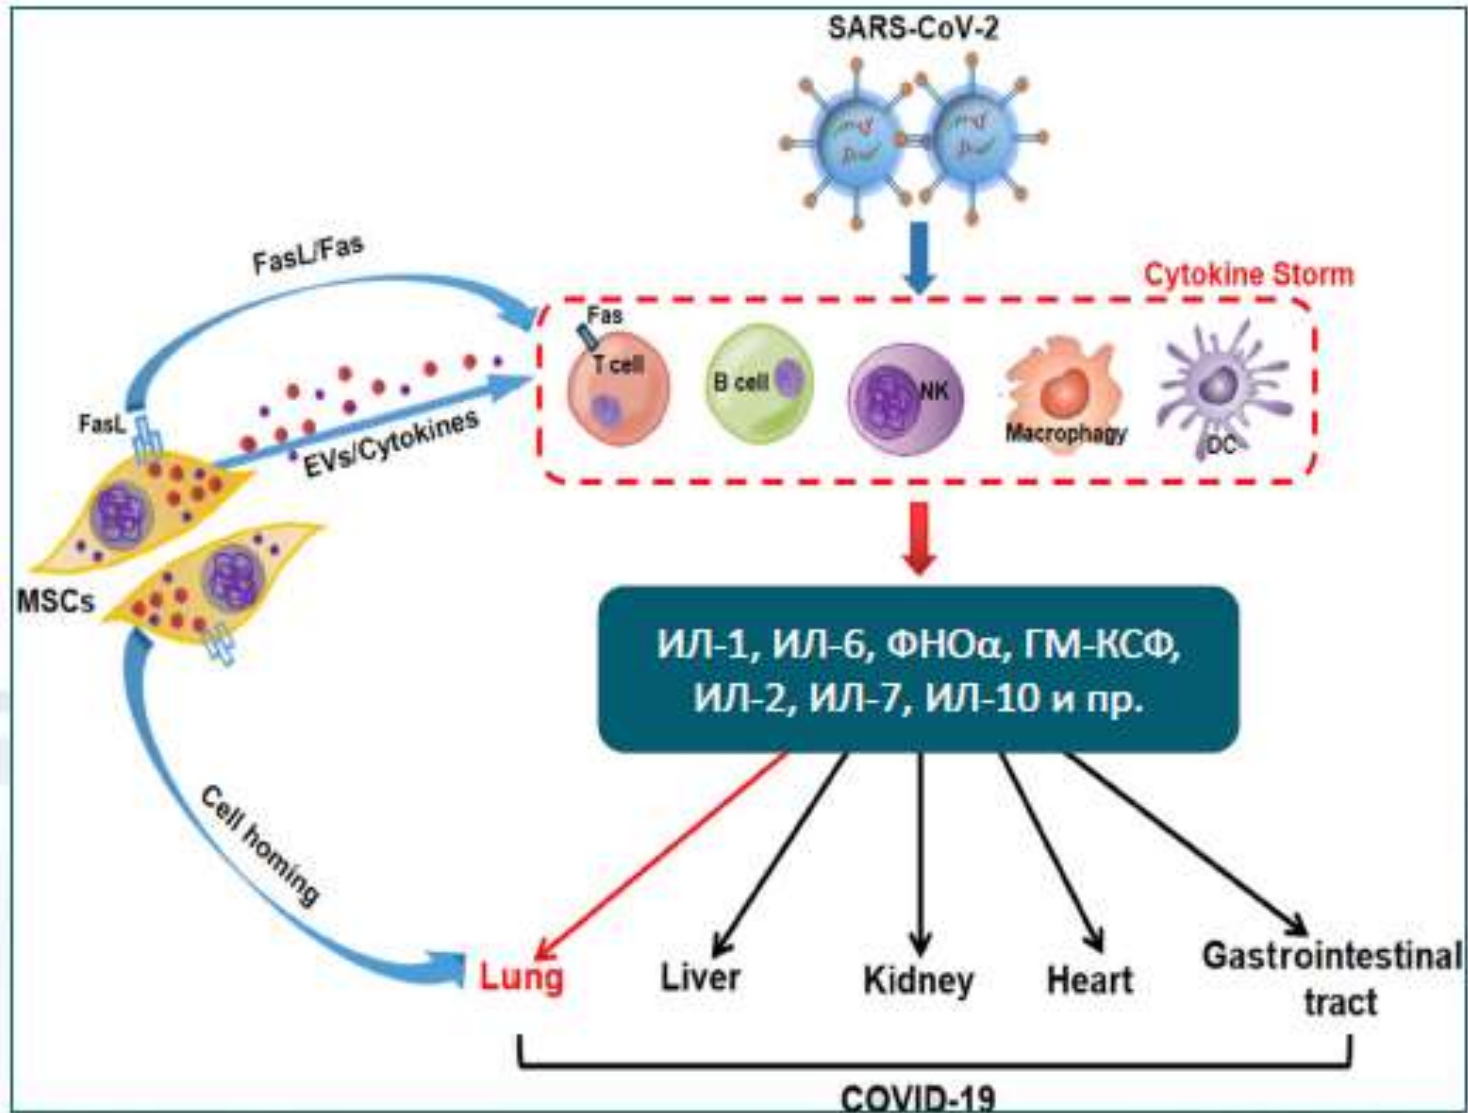 SARS-CoV-2
FasL/Fas
Cytokine Storm
Fas
T cell
B cell
NK
Macrophagy
DC
FasL
EVs/Cytokines
MSCs
ИЛ-1, ИЛ-6, ФНОα, ГМ-КСФ,
ИЛ-2, ИЛ-7, ИЛ-10 и пр.
Cell homing
Lung
Liver
Kidney
Heart
Gastrointestinal
tract
COVID-19